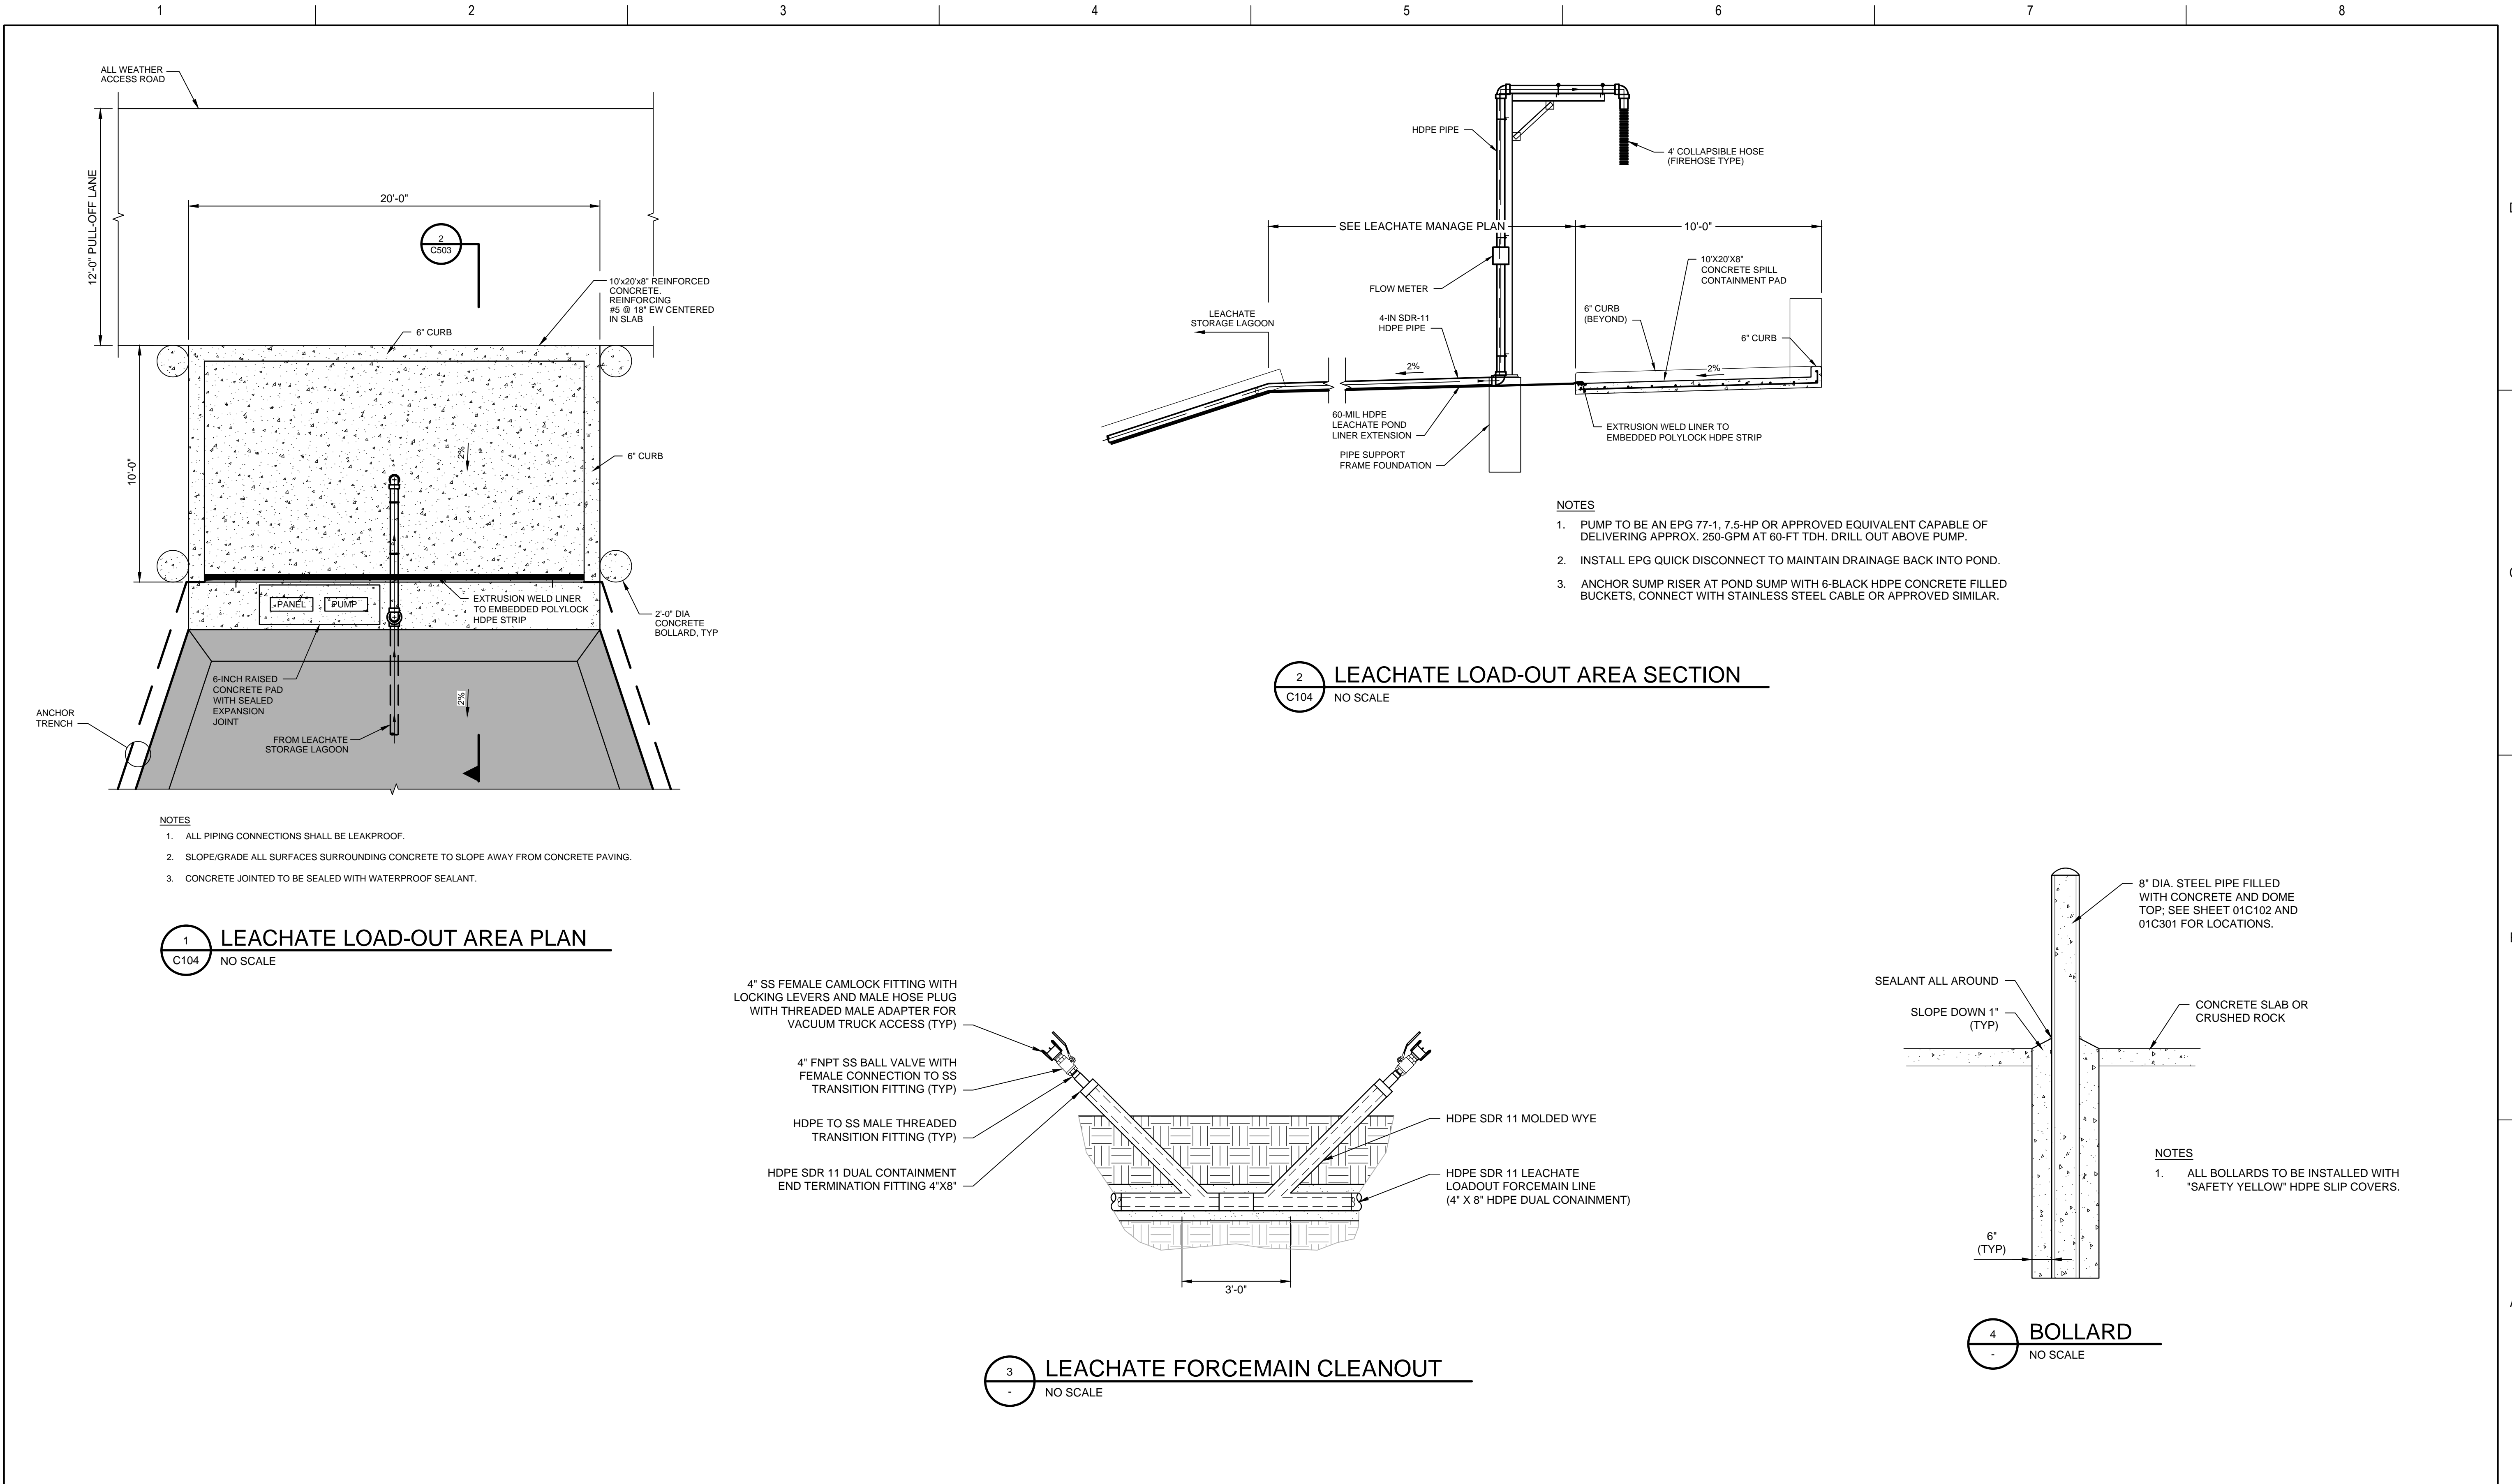 1
2
3
4
5
6
7
8
ALL WEATHER
ACCESS ROAD
12'-0" PULL-OFF LANE
20'-0"
2
C503
10'x20'x8" REINFORCED
CONCRETE.
REINFORCING
#5 @ 18" EW CENTERED
IN SLAB
6" CURB
10'-0"
2%
6" CURB
PANEL
PUMP
EXTRUSION WELD LINER
TO EMBEDDED POLYLOCK
HDPE STRIP
2'-0" DIA
CONCRETE
BOLLARD, TYP
6-INCH RAISED
CONCRETE PAD
WITH SEALED
EXPANSION
JOINT
2%
ANCHOR
TRENCH
FROM LEACHATE
STORAGE LAGOON
NOTES
1. ALL PIPING CONNECTIONS SHALL BE LEAKPROOF.
2. SLOPE/GRADE ALL SURFACES SURROUNDING CONCRETE TO SLOPE AWAY FROM CONCRETE PAVING.
3. CONCRETE JOINTED TO BE SEALED WITH WATERPROOF SEALANT.
1
C104
LEACHATE LOAD-OUT AREA PLAN
NO SCALE
HDPE PIPE
4' COLLAPSIBLE HOSE
(FIREHOSE TYPE)
SEE LEACHATE MANAGE PLAN
10'-0"
10'X20'X8"
CONCRETE SPILL
CONTAINMENT PAD
FLOW METER
LEACHATE
STORAGE LAGOON
4-IN SDR-11
HDPE PIPE
6" CURB
(BEYOND)
6" CURB
2%
2%
60-MIL HDPE
LEACHATE POND
LINER EXTENSION
EXTRUSION WELD LINER TO
EMBEDDED POLYLOCK HDPE STRIP
PIPE SUPPORT
FRAME FOUNDATION
NOTES
1. PUMP TO BE AN EPG 77-1, 7.5-HP OR APPROVED EQUIVALENT CAPABLE OF
DELIVERING APPROX. 250-GPM AT 60-FT TDH. DRILL OUT ABOVE PUMP.
2. INSTALL EPG QUICK DISCONNECT TO MAINTAIN DRAINAGE BACK INTO POND.
3. ANCHOR SUMP RISER AT POND SUMP WITH 6-BLACK HDPE CONCRETE FILLED
BUCKETS, CONNECT WITH STAINLESS STEEL CABLE OR APPROVED SIMILAR.
2
C104
LEACHATE LOAD-OUT AREA SECTION
NO SCALE
4" SS FEMALE CAMLOCK FITTING WITH
LOCKING LEVERS AND MALE HOSE PLUG
WITH THREADED MALE ADAPTER FOR
VACUUM TRUCK ACCESS (TYP)
4" FNPT SS BALL VALVE WITH
FEMALE CONNECTION TO SS
TRANSITION FITTING (TYP)
HDPE TO SS MALE THREADED
TRANSITION FITTING (TYP)
HDPE SDR 11 DUAL CONTAINMENT
END TERMINATION FITTING 4"X8"
HDPE SDR 11 MOLDED WYE
HDPE SDR 11 LEACHATE
LOADOUT FORCEMAIN LINE
(4" X 8" HDPE DUAL CONAINMENT)
3'-0"
3
-
LEACHATE FORCEMAIN CLEANOUT
NO SCALE
8" DIA. STEEL PIPE FILLED
WITH CONCRETE AND DOME
TOP; SEE SHEET 01C102 AND
01C301 FOR LOCATIONS.
SEALANT ALL AROUND
SLOPE DOWN 1"
(TYP)
CONCRETE SLAB OR
CRUSHED ROCK
NOTES
1. ALL BOLLARDS TO BE INSTALLED WITH
"SAFETY YELLOW" HDPE SLIP COVERS.
6"
(TYP)
4
-
BOLLARD
NO SCALE